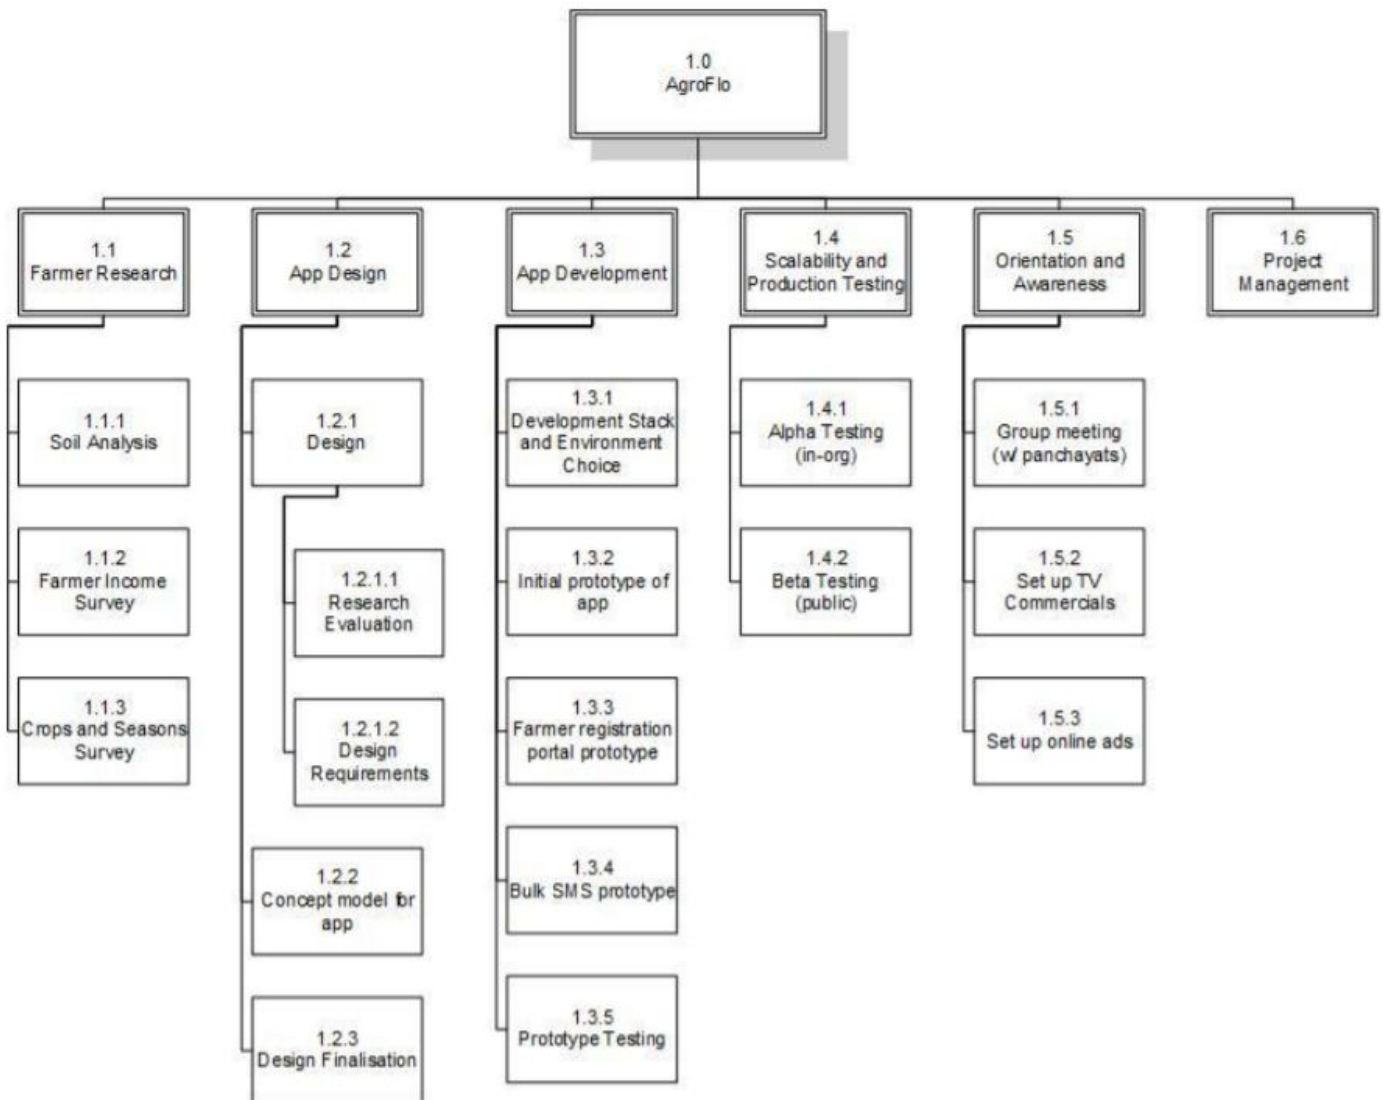 1.0
AgroFlo
1.1
Farmer Research
1.1.1
Soil Analysis
1.1.2
Farmer Income
Survey
1.1.3
Crops and Seasons
Survey
1.2
App Design
1.2.1
Design
1.2.1.1
Research
Evaluation
1.2.1.2
Design
Requirements
1.2.2
Concept model for
app
1.2.3
Design Finalisation
1.3
App Development
1.3.1
Development Stack
and Environment
Choice
1.3.2
Initial prototype of
app
1.3.3
Farmer registration
portal prototype
1.3.4
Bulk SMS prototype
1.3.5
Prototype Testing
1.4
Scalability and
Production Testing
1.4.1
Alpha Testing
(in-org)
1.4.2
Beta Testing
(public)
1.5
Orientation and
Awareness
1.5.1
Group meeting
(w/ panchayats)
1.5.2
Set up TV
Commercials
1.5.3
Set up online ads
1.6
Project
Management